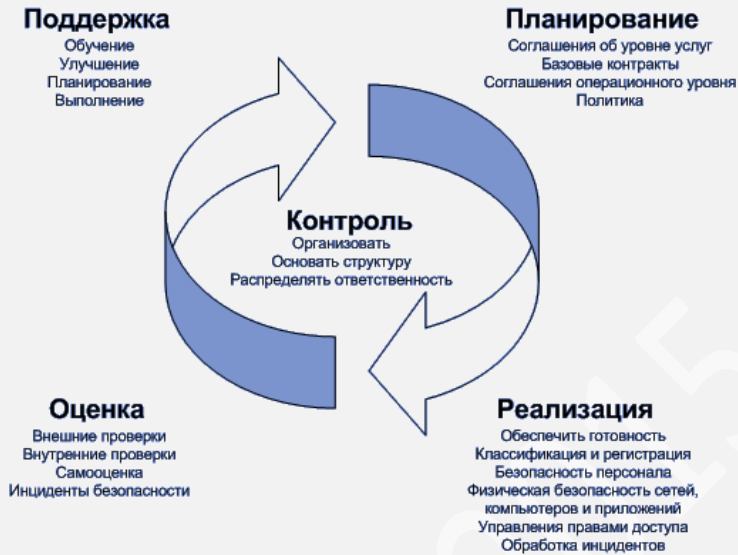 Поддержка
Обучение
Улучшение
Планирование
Выполнение
Планирование
Соглашения об уровне услуг
Базовые контракты
Соглашения операционного уровня
Политика
Контроль
Организовать
Основать структуру
Распределять ответственность
Оценка
Внешние проверки
Внутренние проверки
Самооценка
Инциденты безопасности
Реализация
Обеспечить готовность
Классификация и регистрация
Безопасность персонала
Физическая безопасность сетей,
компьютеров и приложений
Управления правами доступа
Обработка инцидентов